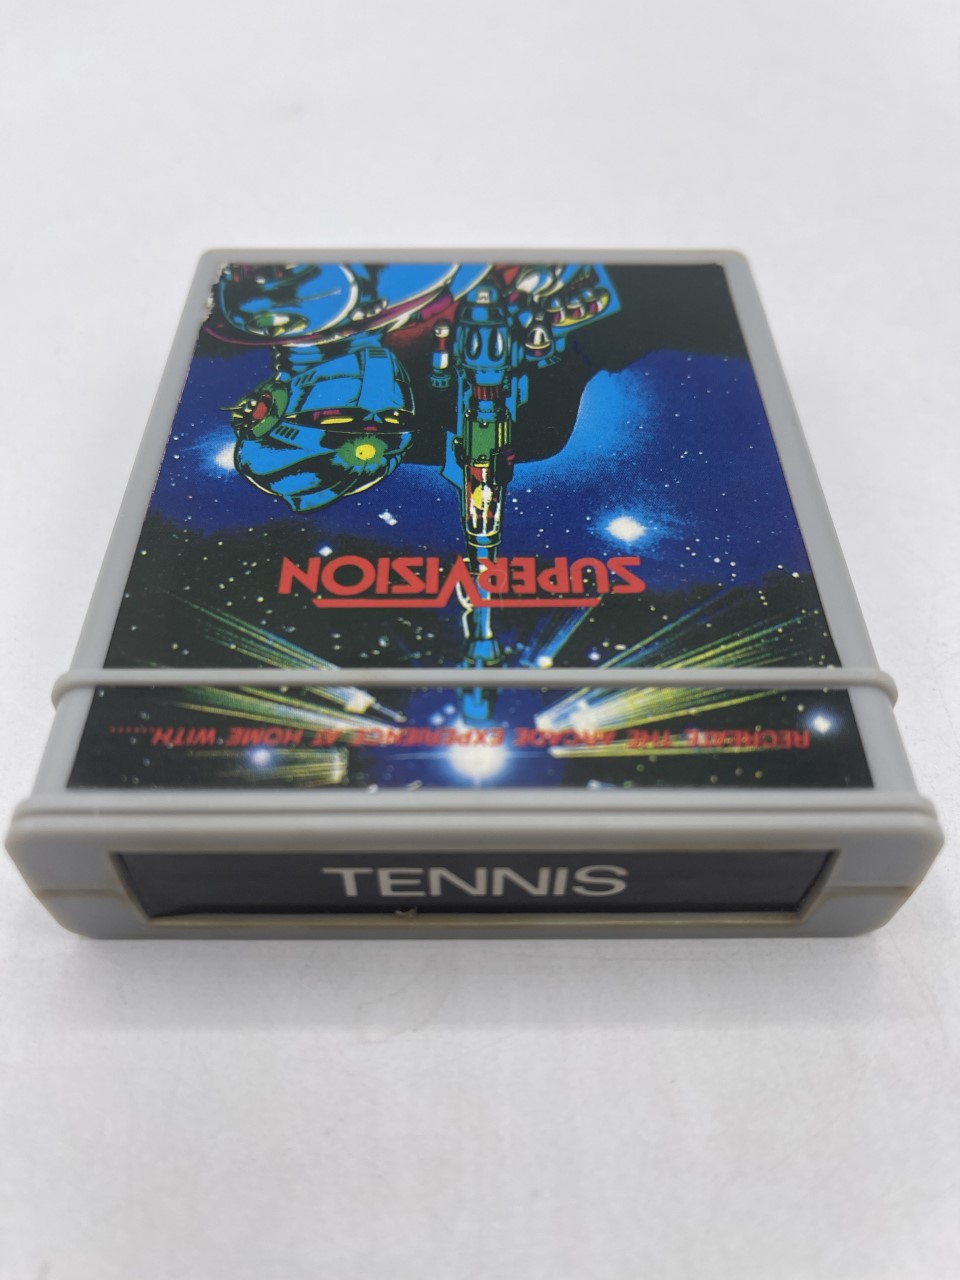 RECREATE THE ARCADE EXPERIENCE AT HOME WITH......
SUPERVISION
TENNIS